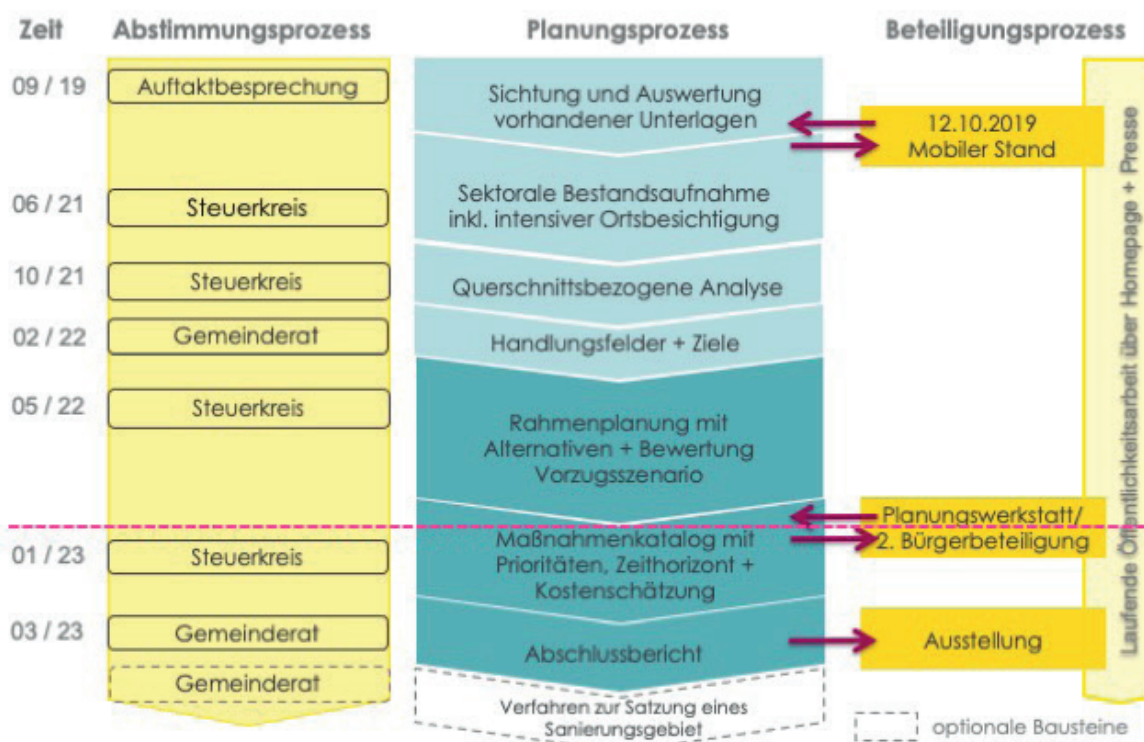 Zeit Abstimmungsprozess Planungsprozess Beteiligungsprozess
09 / 19
Auftaktbesprechung
Sichtung und Auswertung
vorhandener Unterlagen
12.10.2019
Mobiler Stand
06 / 21
Steuerkreis
Sektorale Bestandsaufnahme
inkl. intensiver Ortsbesichtigung
10 / 21
Steuerkreis
Querschnittsbezogene Analyse
02 / 22
Gemeinderat
Handlungsfelder + Ziele
05 / 22
Steuerkreis
Rahmenplanung mit
Alternativen + Bewertung
Vorzugsszenario
Planungswerkstatt/
2. Bürgerbeteiligung
01 / 23
Steuerkreis
Maßnahmenkatalog mit
Prioritäten, Zeithorizont +
Kostenschätzung
03 / 23
Gemeinderat
Abschlussbericht
Ausstellung
Gemeinderat
Verfahren zur Satzung eines
Sanierungsgebiet
optionale Bausteine
Laufende Öffentlichkeitsarbeit über Homepage + Presse